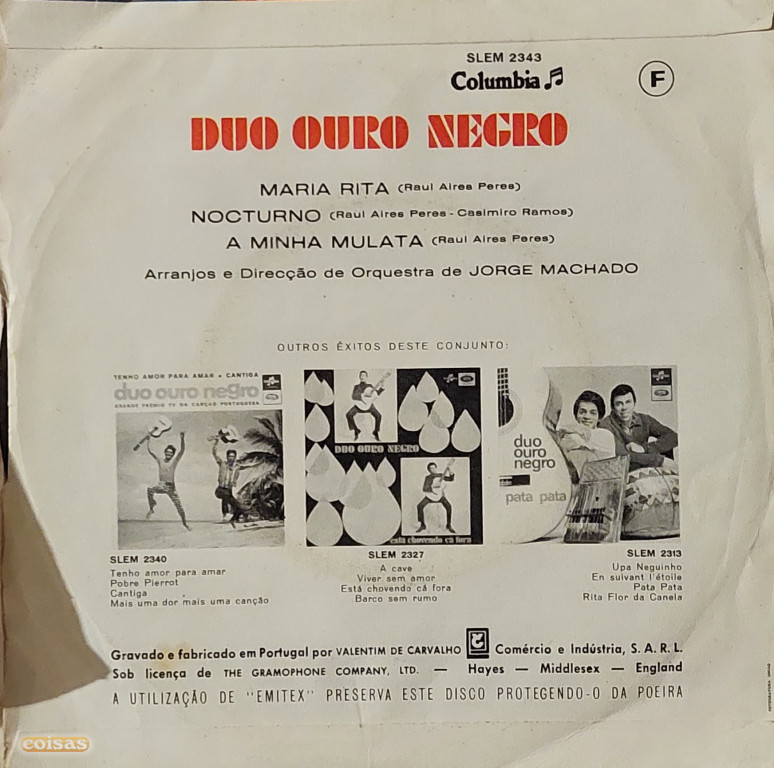 SLEM 2343
Columbia
F
DUO OURO NEGRO
MARIA RITA (Raul Aires Peres)
NOCTURNO (Raul Aires Peres - Casimiro Ramos)
A MINHA MULATA (Raul Aires Peres)
Arranjos e Direcção de Orquestra de JORGE MACHADO
OUTROS ÊXITOS DESTE CONJUNTO:
TENHO AMOR PARA AMAR • CANTIGA
duo ouro negro
GRANDE PRÉMIO TV DA CANÇÃO PORTUGUESA
DUO OURO NEGRO
está chovendo cá fora
duo
ouro
negro
pata pata
SLEM 2340
Tenho amor para amar
Pobre Pierrot
Cantiga
Mais uma dor mais uma canção
SLEM 2327
A cave
Viver sem amor
Está chovendo cá fora
Barco sem rumo
SLEM 2313
Upa Neguinho
En suivant l'étoile
Pata Pata
Rita Flor da Canela
Gravado e fabricado em Portugal por VALENTIM DE CARVALHO Comércio e Indústria, S. A. R. L.
Sob licença de THE GRAMOPHONE COMPANY, LTD. — Hayes — Middlesex — England
A UTILIZAÇÃO DE "EMITEX" PRESERVA ESTE DISCO PROTEGENDO-O DA POEIRA
coisas